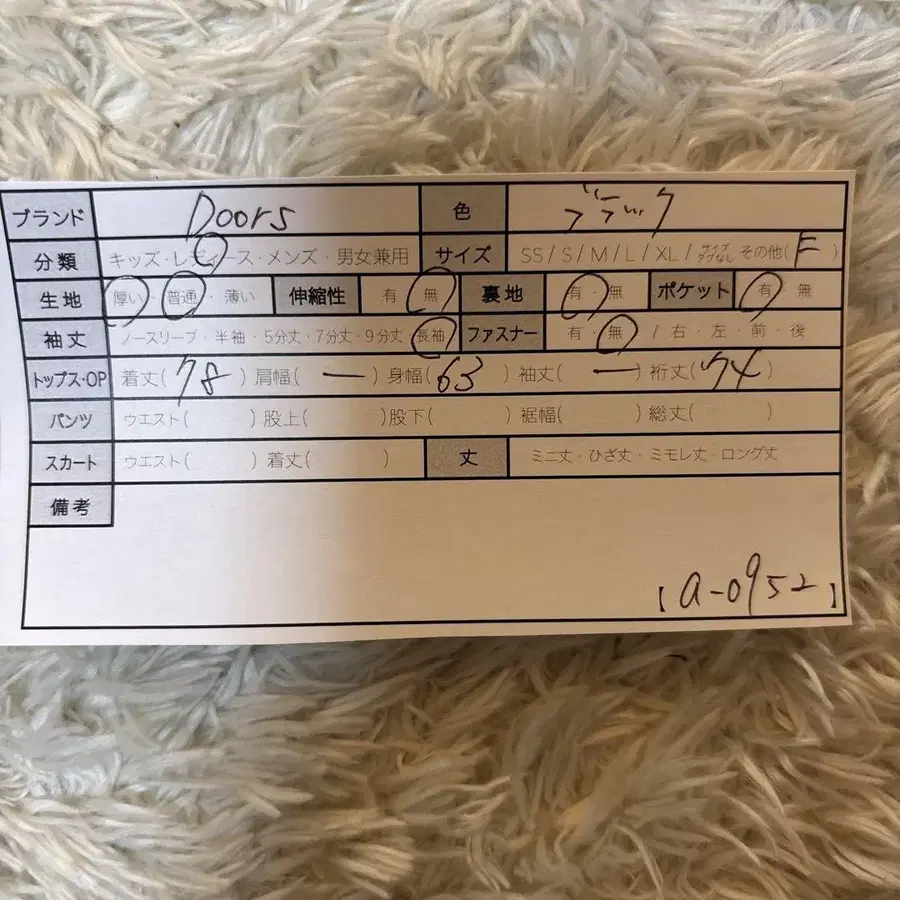 ブランド Doors 色 ブラック
分類 キッズ・レディース・メンズ・男女兼用 サイズ SS / S / M / L / XL / サイズタグなし その他( F )
生地 厚い・普通・薄い 伸縮性 有・無 裏地 有・無 ポケット 有・無
袖丈 ノースリーブ・半袖・5分丈・7分丈・9分丈・長袖 ファスナー 有・無 / 右・左・前・後
トップス・OP 着丈( 78 ) 肩幅( ー ) 身幅( 63 ) 袖丈( ー ) 裄丈( 74 )
パンツ ウエスト( ) 股上( ) 股下( ) 裾幅( ) 総丈( )
スカート ウエスト( ) 着丈( ) 丈 ミニ丈・ひざ丈・ミモレ丈・ロング丈
備考
【 a-0952 】